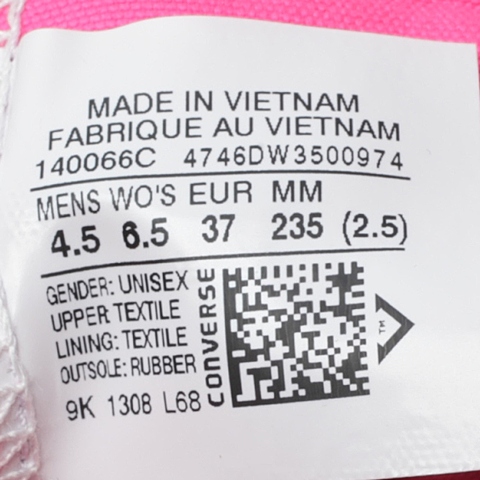 MADE IN VIETNAM
FABRIQUE AU VIETNAM
140066C 4746DW3500974
MENS WO'S EUR MM
4.5 6.5 37 235 (2.5)
GENDER: UNISEX
UPPER: TEXTILE
LINING: TEXTILE
OUTSOLE: RUBBER
9K 1308 L68
CONVERSE
TM